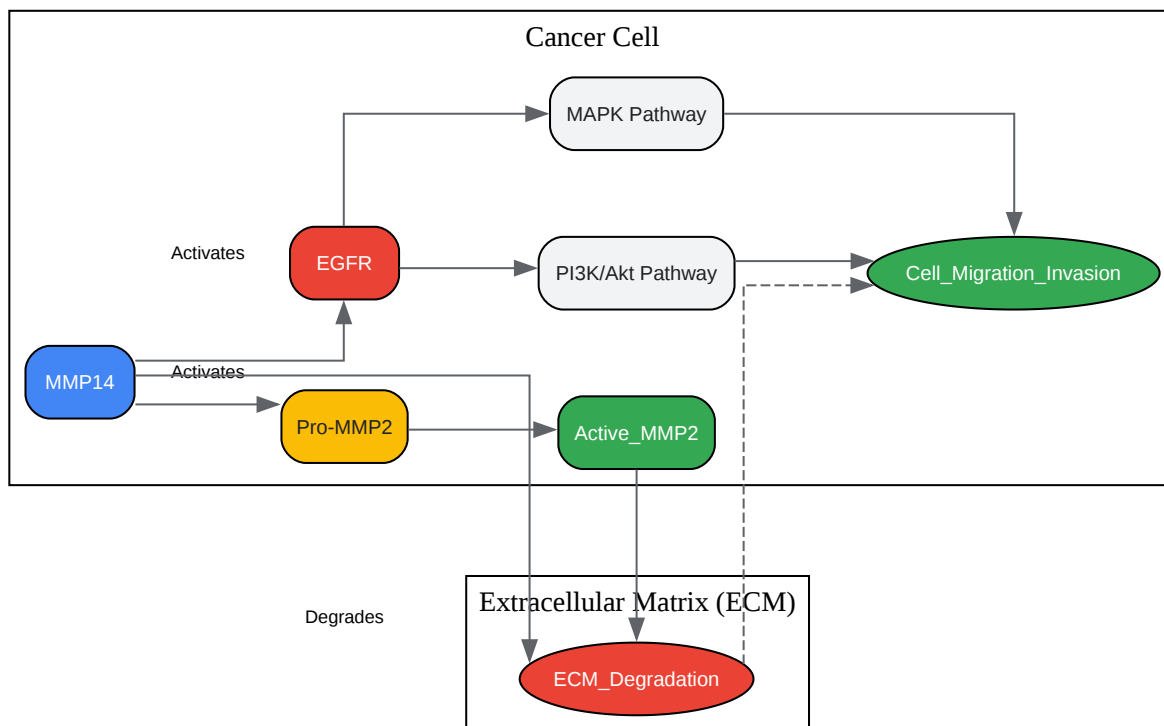 Cancer Cell
MAPK Pathway
Activates
EGFR
PI3K/Akt Pathway
Cell_Migration_Invasion
MMP14
Activates
Pro-MMP2
Active_MMP2
Extracellular Matrix (ECM)
Degrades
ECM_Degradation